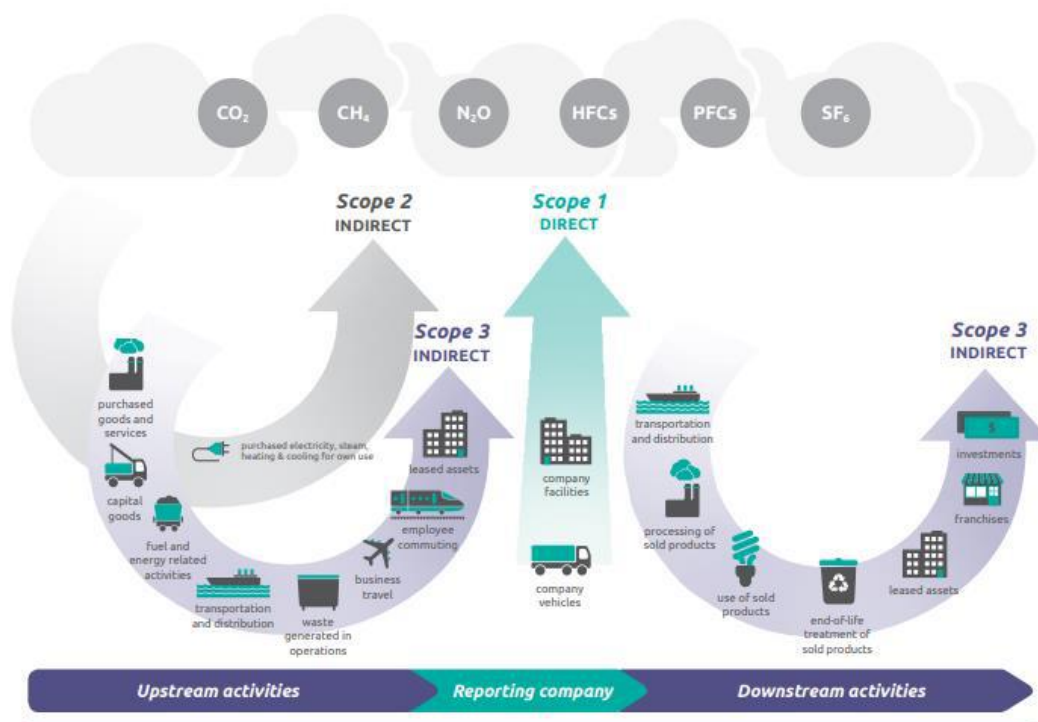 CO₂
CH₄
N₂O
HFCs
PFCs
SF₆
Scope 2
INDIRECT
Scope 1
DIRECT
Scope 3
INDIRECT
Scope 3
INDIRECT
purchased
goods and
services
purchased electricity, steam,
heating & cooling for own use
capital
goods
fuel and
energy related
activities
transportation
and distribution
waste
generated in
operations
business
travel
employee
commuting
leased assets
company
facilities
company
vehicles
transportation
and distribution
processing of
sold products
use of sold
products
end-of-life
treatment of
sold products
leased assets
franchises
$
investments
Upstream activities
Reporting company
Downstream activities